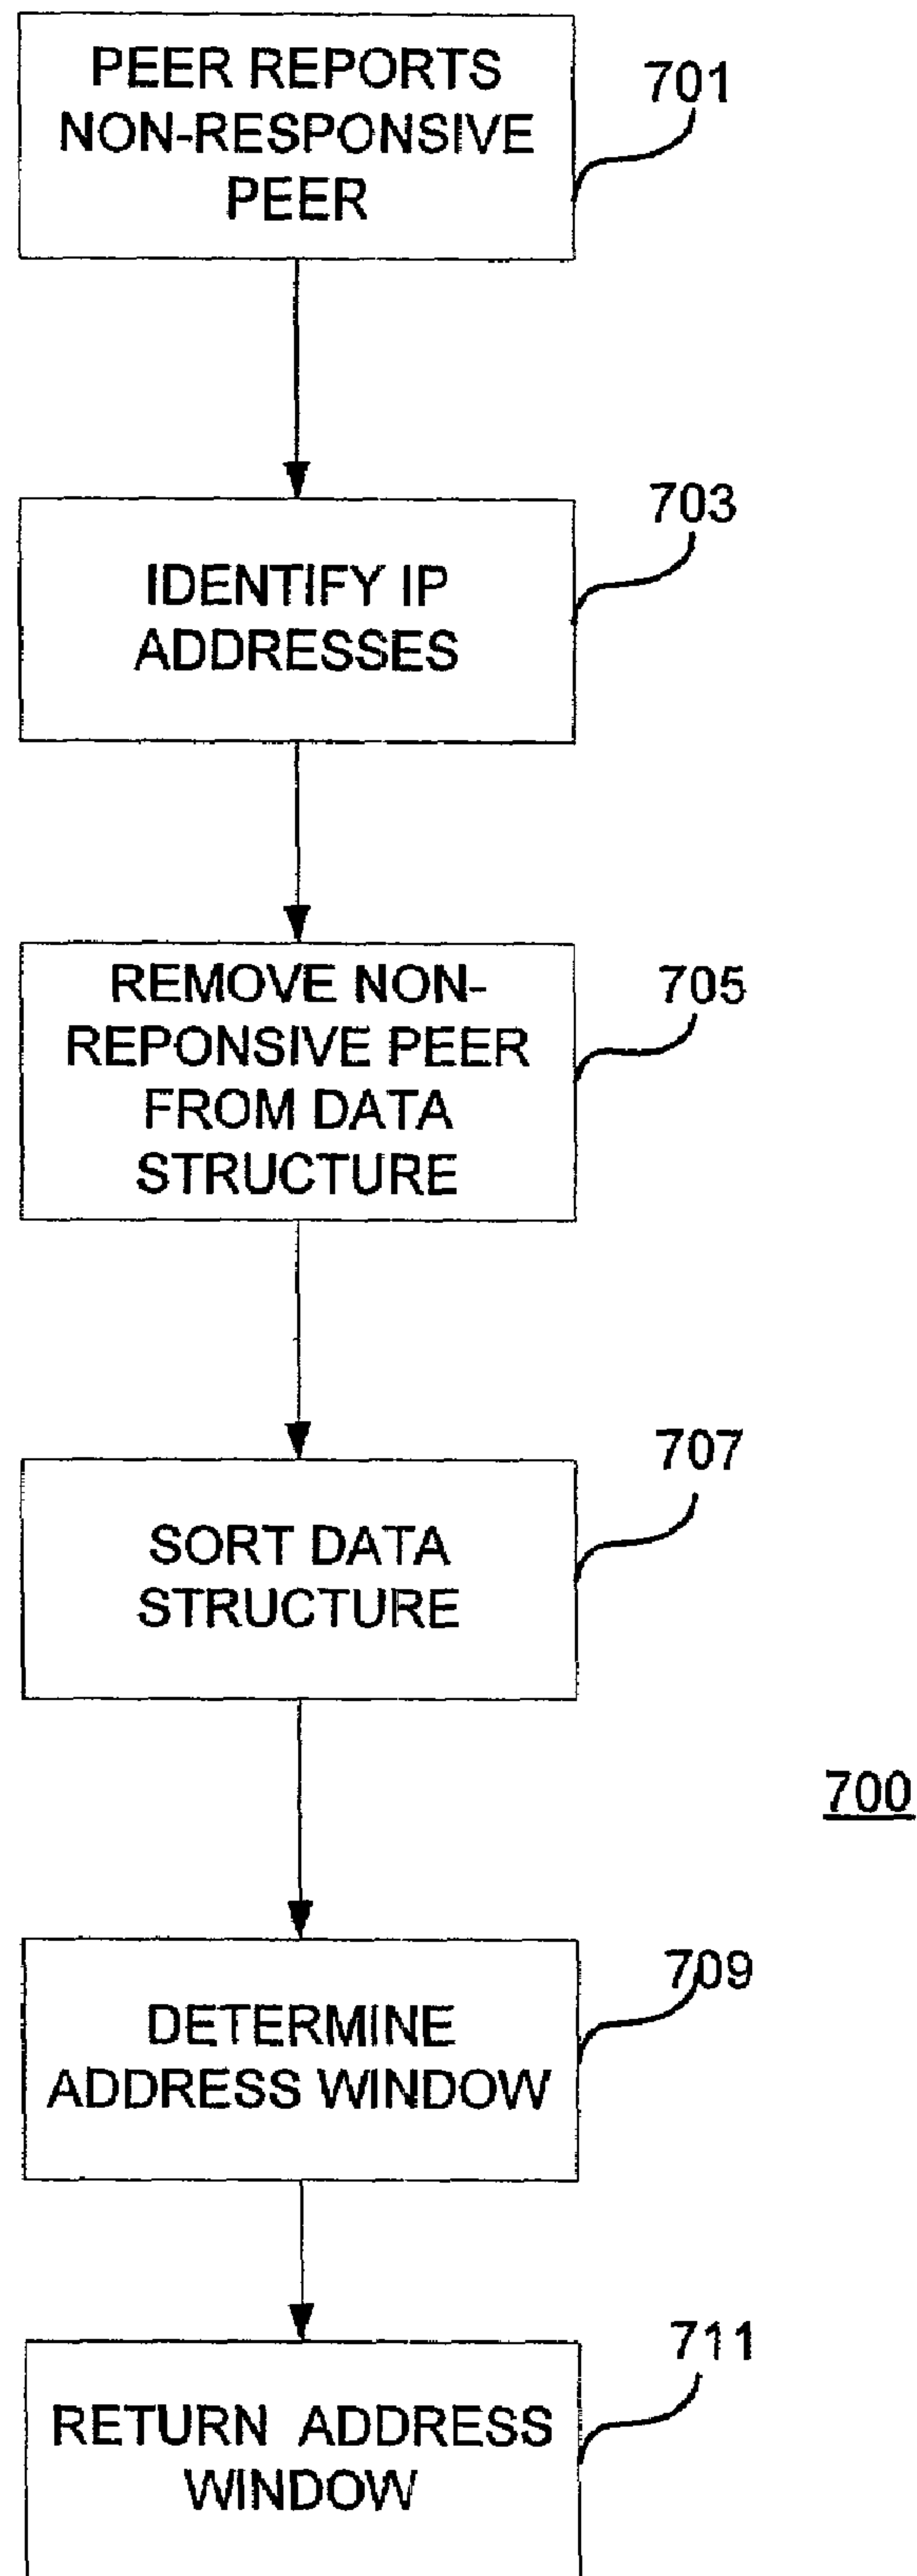 PEER REPORTS
NON-RESPONSIVE
PEER
701
IDENTIFY IP
ADDRESSES
703
REMOVE NON-
REPONSIVE PEER
FROM DATA
STRUCTURE
705
SORT DATA
STRUCTURE
707
700
DETERMINE
ADDRESS WINDOW
709
RETURN ADDRESS
WINDOW
711